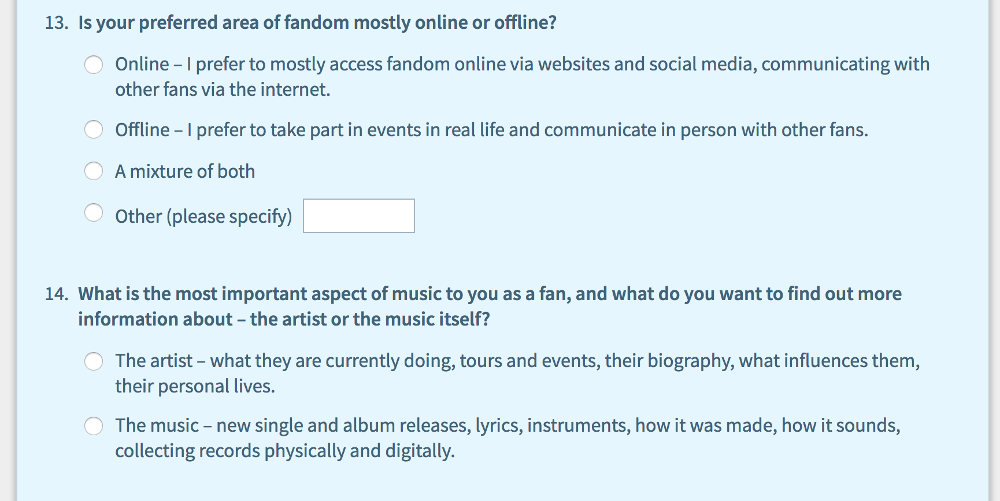 13. Is your preferred area of fandom mostly online or offline?
Online – I prefer to mostly access fandom online via websites and social media, communicating with
other fans via the internet.
Offline – I prefer to take part in events in real life and communicate in person with other fans.
A mixture of both
Other (please specify)
14. What is the most important aspect of music to you as a fan, and what do you want to find out more
information about – the artist or the music itself?
The artist – what they are currently doing, tours and events, their biography, what influences them,
their personal lives.
The music – new single and album releases, lyrics, instruments, how it was made, how it sounds,
collecting records physically and digitally.